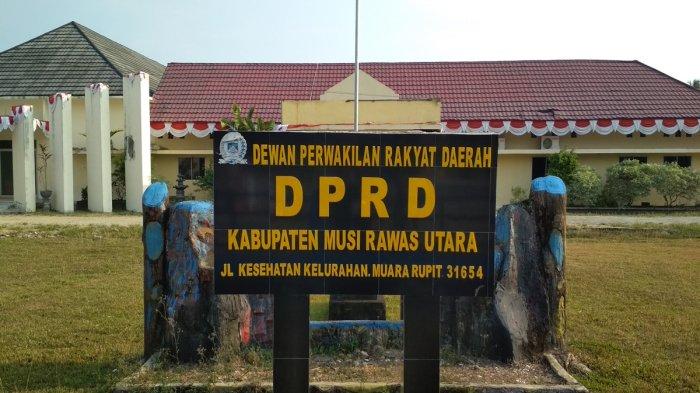 DEWAN PERWAKILAN RAKYAT DAERAH
DPRD
KABUPATEN MUSI RAWAS UTARA
JL KESEHATAN KELURAHAN. MUARA RUPIT 31654